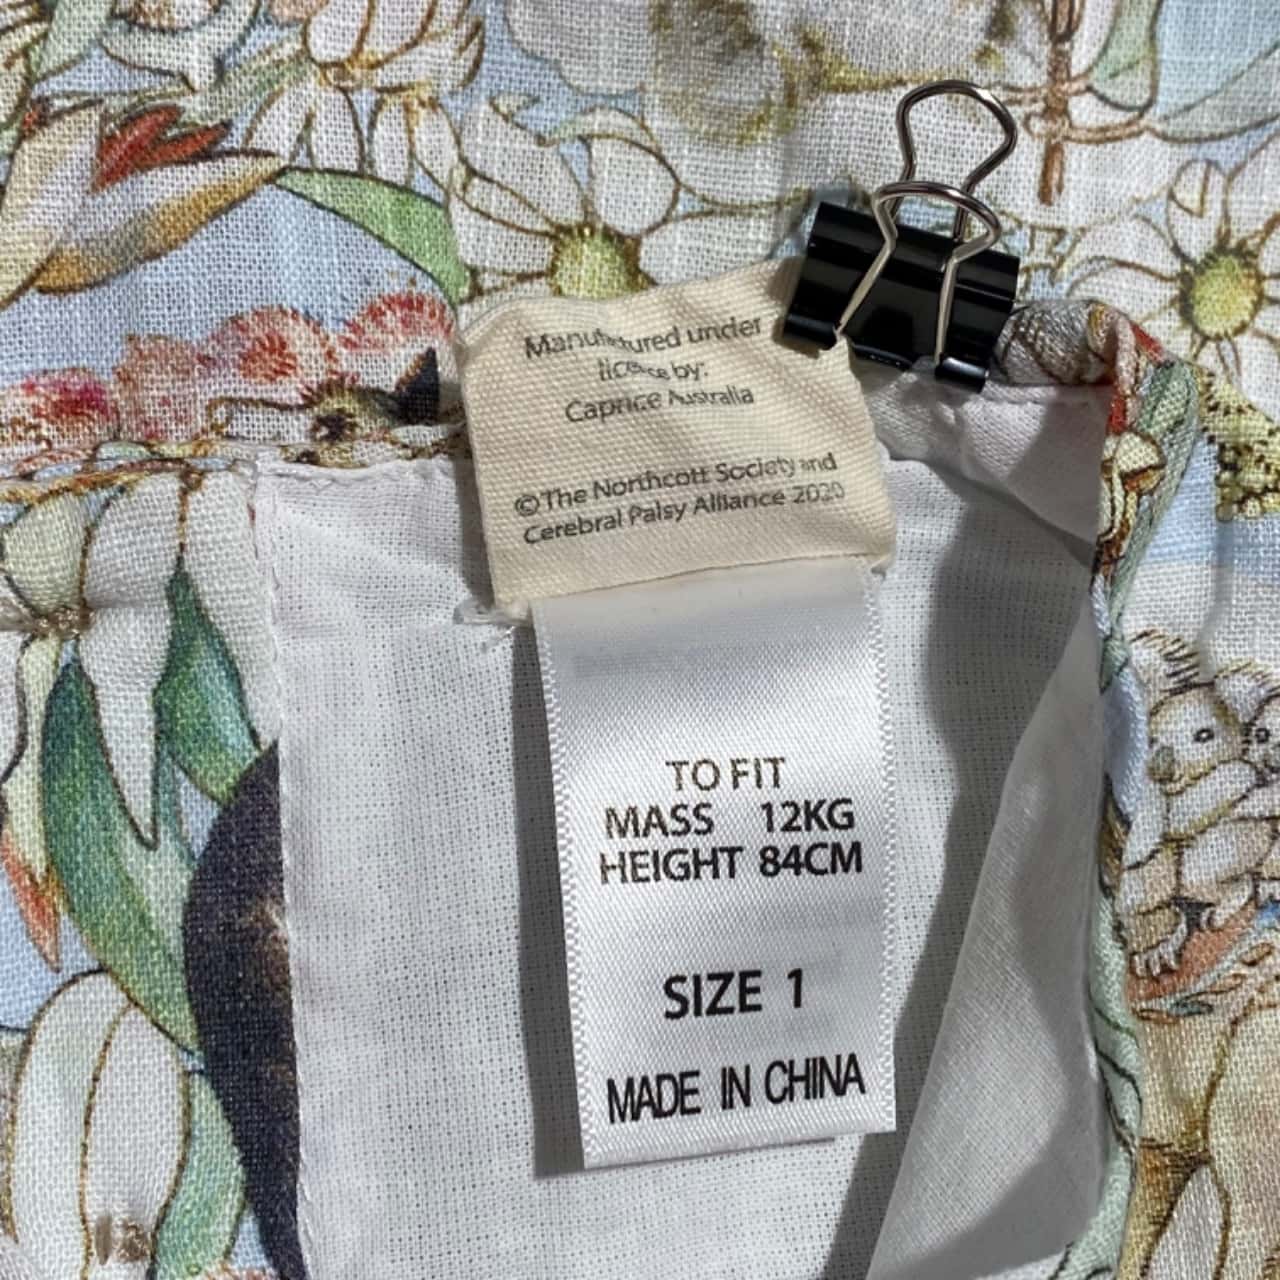 Manufactured under
licence by:
Caprice Australia
©The Northcott Society and
Cerebral Palsy Alliance 2020
TO FIT
MASS 12KG
HEIGHT 84CM
SIZE 1
MADE IN CHINA